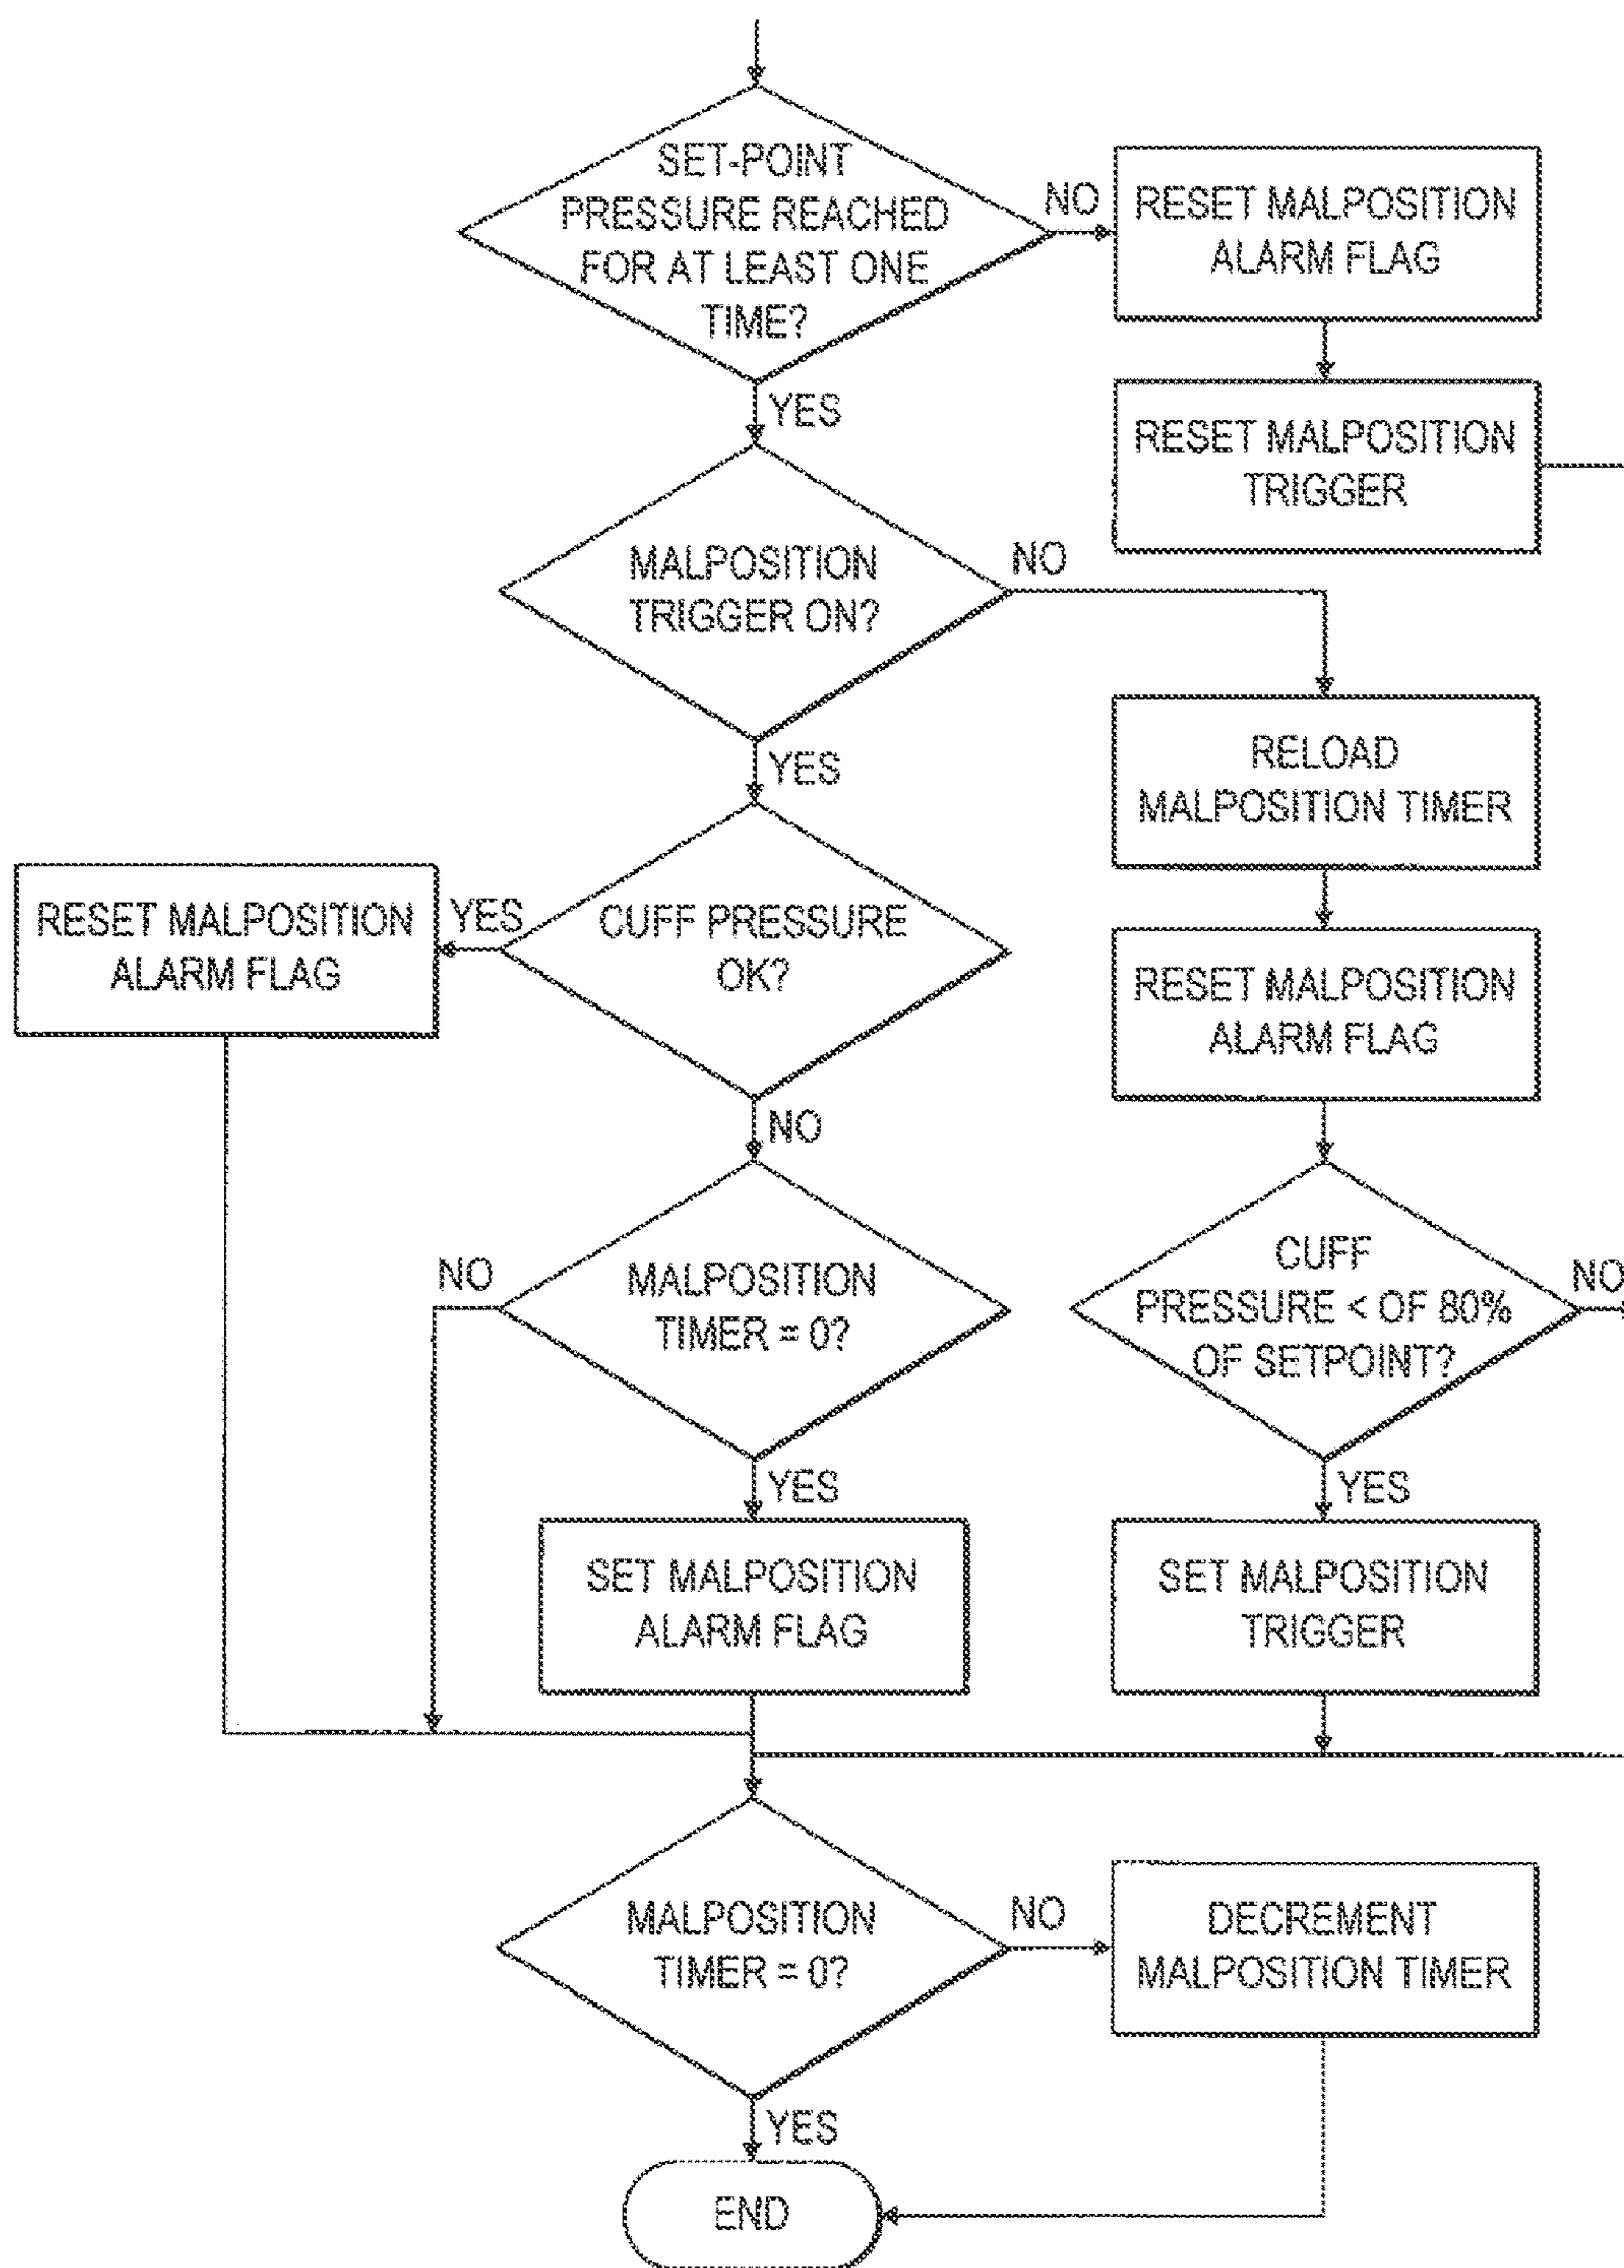 SET-POINT
PRESSURE REACHED
FOR AT LEAST ONE
TIME?
NO
RESET MALPOSITION
ALARM FLAG
YES
RESET MALPOSITION
TRIGGER
MALPOSITION
TRIGGER ON?
NO
YES
RELOAD
MALPOSITION TIMER
RESET MALPOSITION
ALARM FLAG
YES
CUFF PRESSURE
OK?
RESET MALPOSITION
ALARM FLAG
NO
NO
MALPOSITION
TIMER = 0?
CUFF
PRESSURE < OF 80%
OF SETPOINT?
NO
YES
YES
SET MALPOSITION
ALARM FLAG
SET MALPOSITION
TRIGGER
MALPOSITION
TIMER = 0?
NO
DECREMENT
MALPOSITION TIMER
YES
END